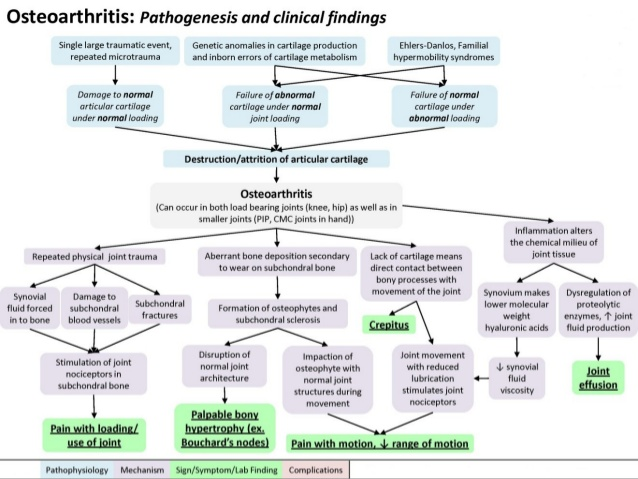 Osteoarthritis: Pathogenesis and clinical findings
Single large traumatic event,
repeated microtrauma
Genetic anomalies in cartilage production
and inborn errors of cartilage metabolism
Ehlers-Danlos, Familial
hypermobility syndromes
Damage to normal
articular cartilage
under normal loading
Failure of abnormal
cartilage under normal
joint loading
Failure of normal
cartilage under
abnormal loading
Destruction/attrition of articular cartilage
Osteoarthritis
(Can occur in both load bearing joints (knee, hip) as well as in
smaller joints (PIP, CMC joints in hand))
Inflammation alters
the chemical milieu of
joint tissue
Repeated physical joint trauma
Aberrant bone deposition secondary
to wear on subchondral bone
Lack of cartilage means
direct contact between
bony processes with
movement of the joint
Synovial
fluid forced
in to bone
Damage to
subchondral
blood vessels
Subchondral
fractures
Formation of osteophytes and
subchondral sclerosis
Crepitus
Synovium makes
lower molecular
weight
hyaluronic acids
Dysregulation of
proteolytic
enzymes, ↑ joint
fluid production
Stimulation of joint
nociceptors in
subchondral bone
Disruption of
normal joint
architecture
Impaction of
osteophyte with
normal joint
structures during
movement
Joint movement
with reduced
lubrication
stimulates joint
nociceptors
↓ synovial
fluid
viscosity
Joint
effusion
Pain with loading/
use of joint
Palpable bony
hypertrophy (ex.
Bouchard's nodes)
Pain with motion, ↓ range of motion
Pathophysiology
Mechanism
Sign/Symptom/Lab Finding
Complications